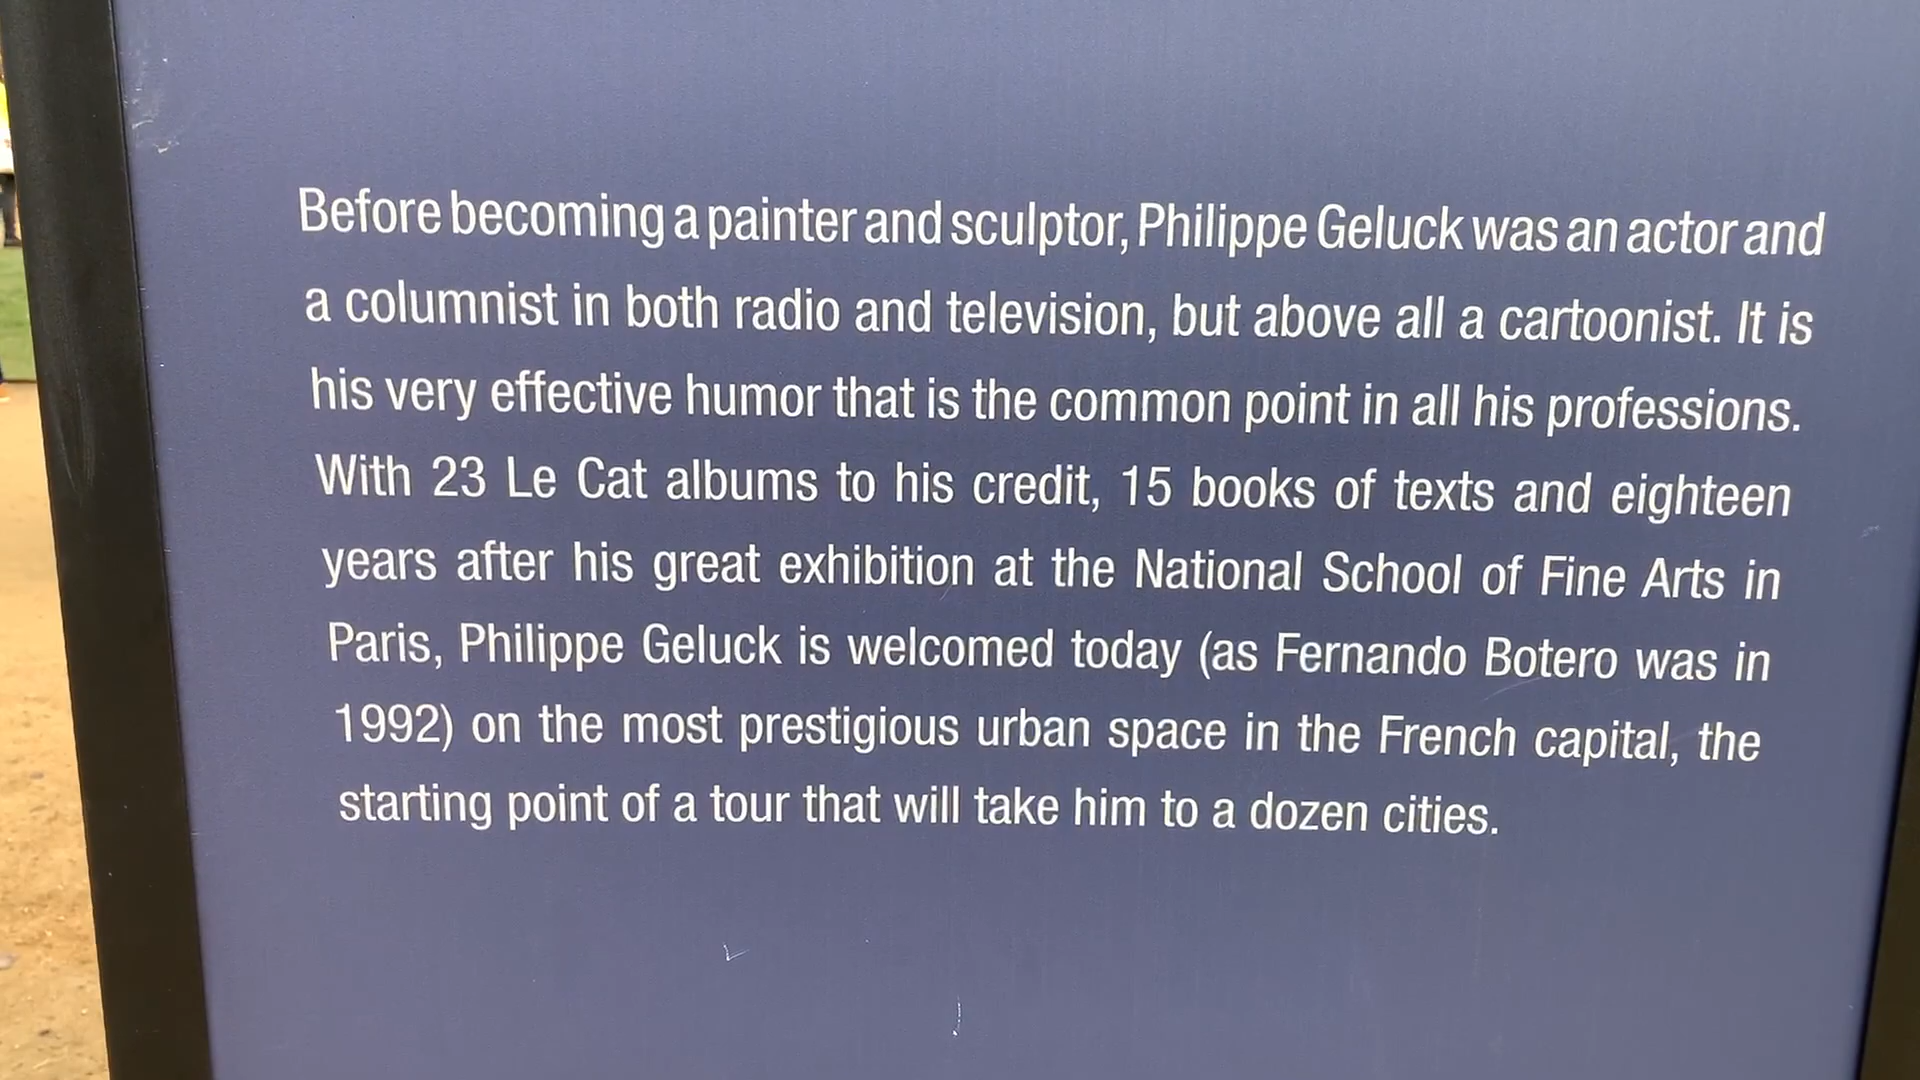 Before becoming a painter and sculptor, Philippe Geluck was an actor and
a columnist in both radio and television, but above all a cartoonist. It is
his very effective humor that is the common point in all his professions.
With 23 Le Cat albums to his credit, 15 books of texts and eighteen
years after his great exhibition at the National School of Fine Arts in
Paris, Philippe Geluck is welcomed today (as Fernando Botero was in
1992) on the most prestigious urban space in the French capital, the
starting point of a tour that will take him to a dozen cities.